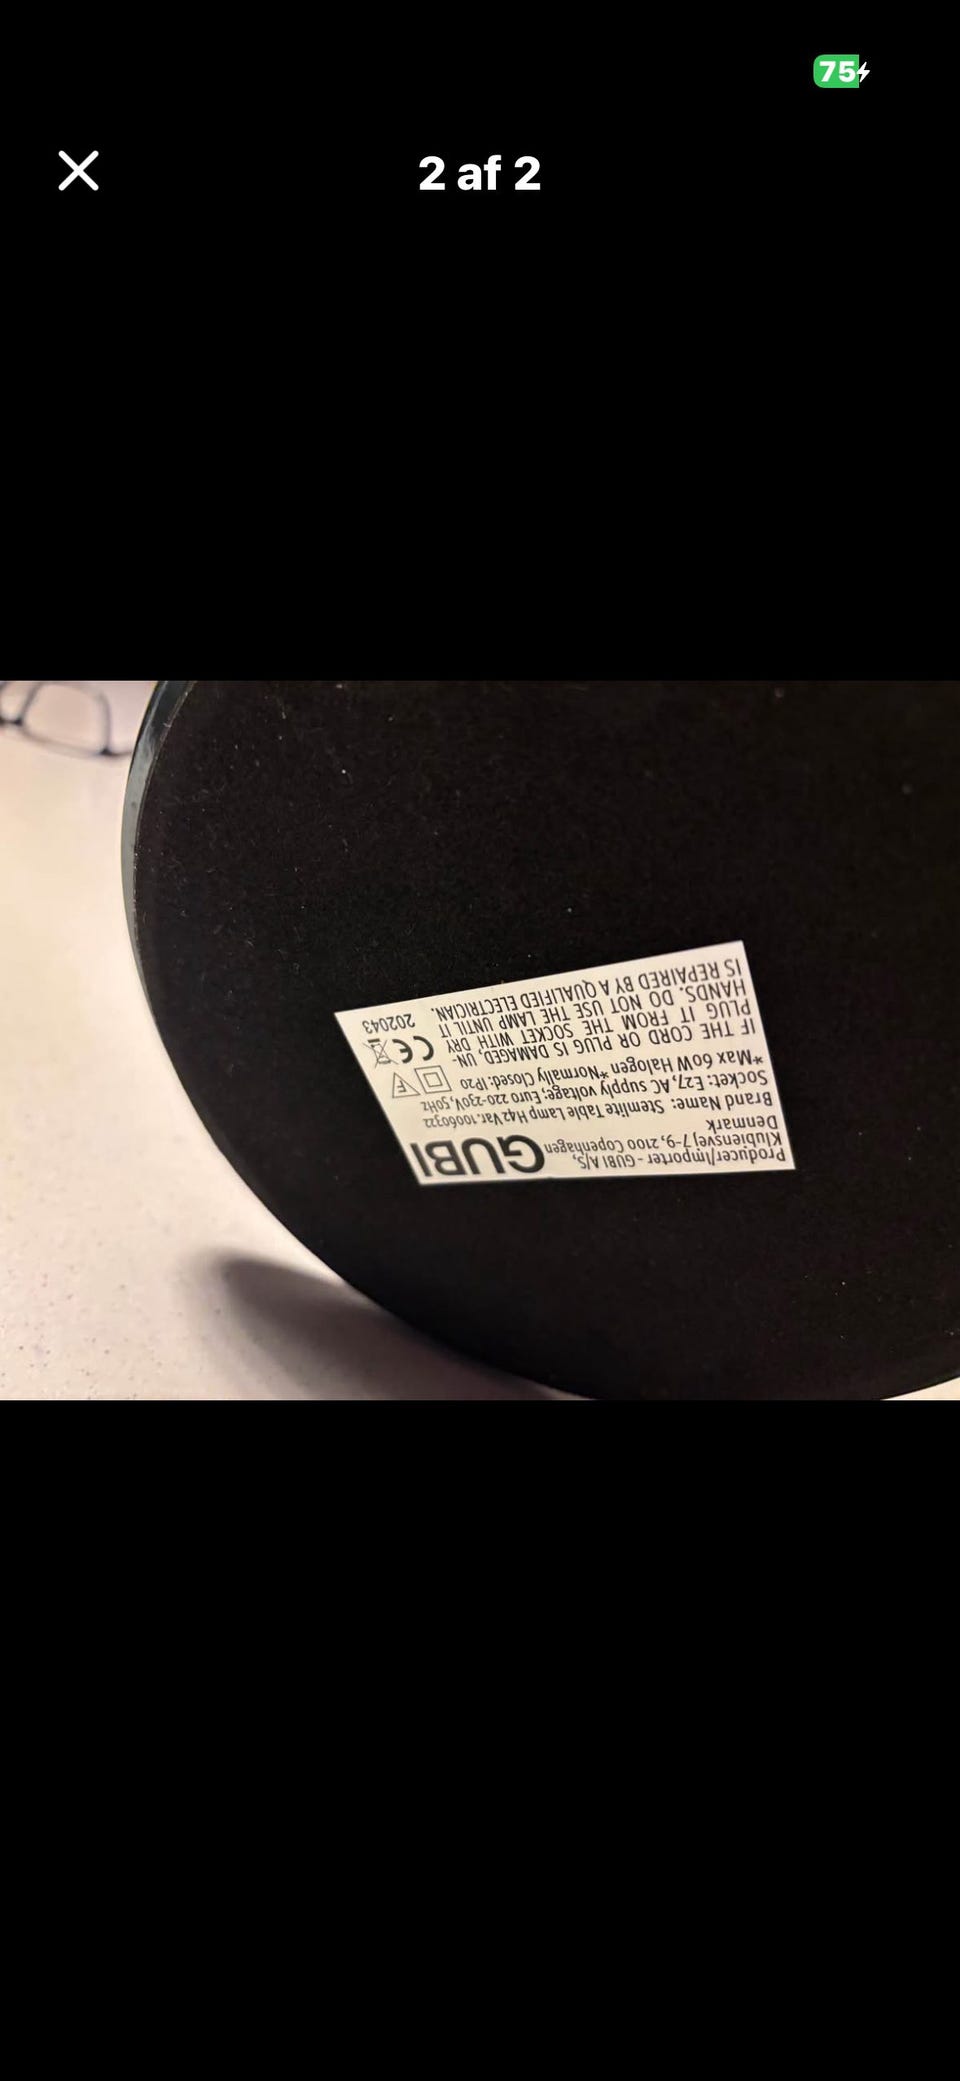 75
2 af 2
GUBI
Producer/Importer - GUBI A/S,
Klubiensvej 7-9, 2100 Copenhagen
Denmark
Brand Name: Stemlite Table Lamp H42 Var. 10060322
Socket: E27, AC supply voltage; Euro 220-230V, 50Hz
*Max 60W Halogen *Normally Closed: IP20
F
IF THE CORD OR PLUG IS DAMAGED, UN-
PLUG IT FROM THE SOCKET WITH DRY
HANDS. DO NOT USE THE LAMP UNTIL IT
IS REPAIRED BY A QUALIFIED ELECTRICIAN.
CE
202043